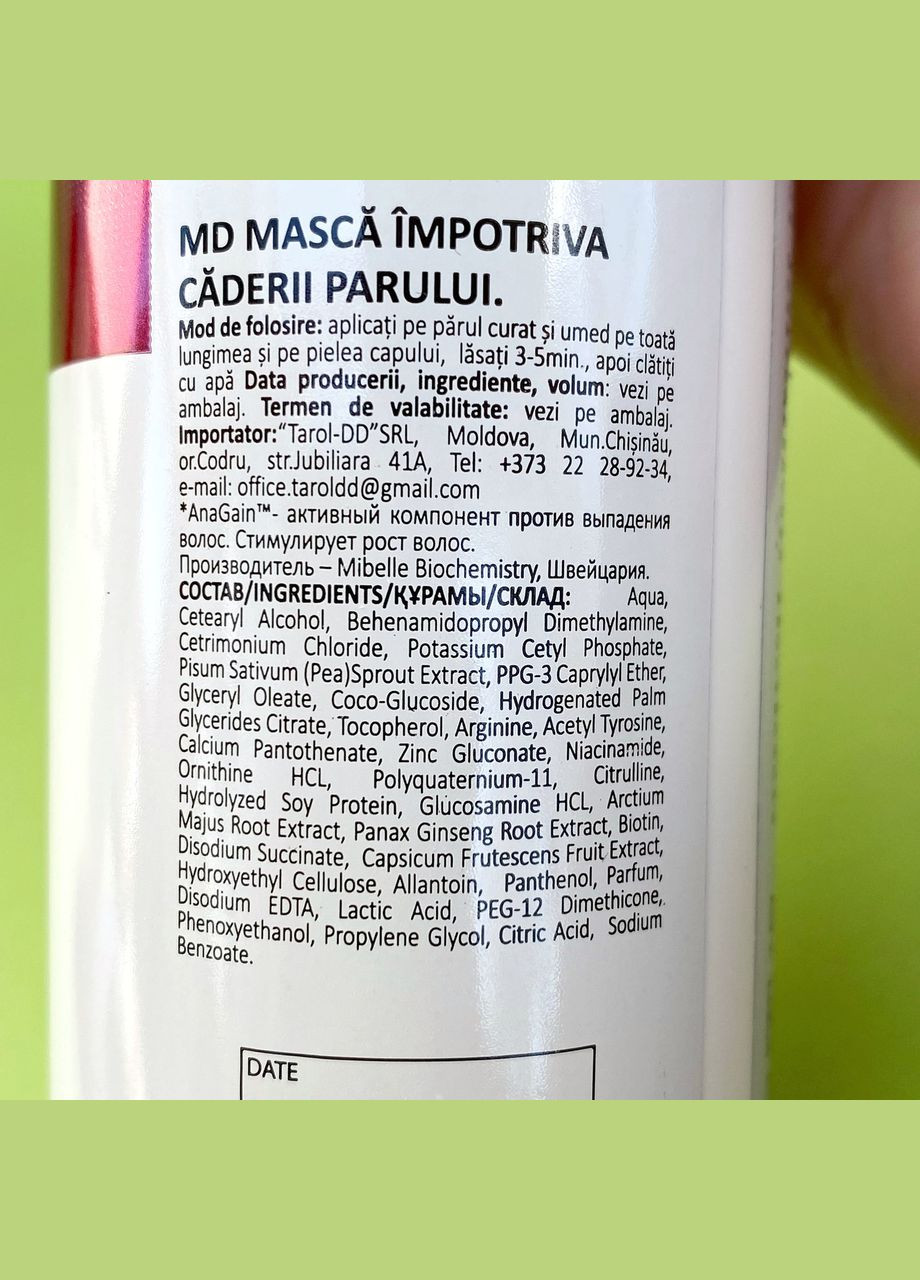 MD MASCĂ ÎMPOTRIVA
CĂDERII PARULUI.
Mod de folosire: aplicați pe părul curat și umed pe toată
lungimea și pe pielea capului, lăsați 3-5min., apoi clătiți
cu apă Data producerii, ingrediente, volum: vezi pe
ambalaj. Termen de valabilitate: vezi pe ambalaj.
Importator:“Tarol-DD”SRL, Moldova, Mun.Chișinău,
or.Codru, str.Jubiliara 41A, Tel: +373 22 28-92-34,
e-mail: office.taroldd@gmail.com
*AnaGain™- активный компонент против выпадения
волос. Стимулирует рост волос.
Производитель – Mibelle Biochemistry, Швейцария.
СОСТАВ/INGREDIENTS/ҚҰРАМЫ/СКЛАД: Aqua,
Cetearyl Alcohol, Behenamidopropyl Dimethylamine,
Cetrimonium Chloride, Potassium Cetyl Phosphate,
Pisum Sativum (Pea)Sprout Extract, PPG-3 Caprylyl Ether,
Glyceryl Oleate, Coco-Glucoside, Hydrogenated Palm
Glycerides Citrate, Tocopherol, Arginine, Acetyl Tyrosine,
Calcium Pantothenate, Zinc Gluconate, Niacinamide,
Ornithine HCL, Polyquaternium-11, Citrulline,
Hydrolyzed Soy Protein, Glucosamine HCL, Arctium
Majus Root Extract, Panax Ginseng Root Extract, Biotin,
Disodium Succinate, Capsicum Frutescens Fruit Extract,
Hydroxyethyl Cellulose, Allantoin, Panthenol, Parfum,
Disodium EDTA, Lactic Acid, PEG-12 Dimethicone,
Phenoxyethanol, Propylene Glycol, Citric Acid, Sodium
Benzoate.
DATE